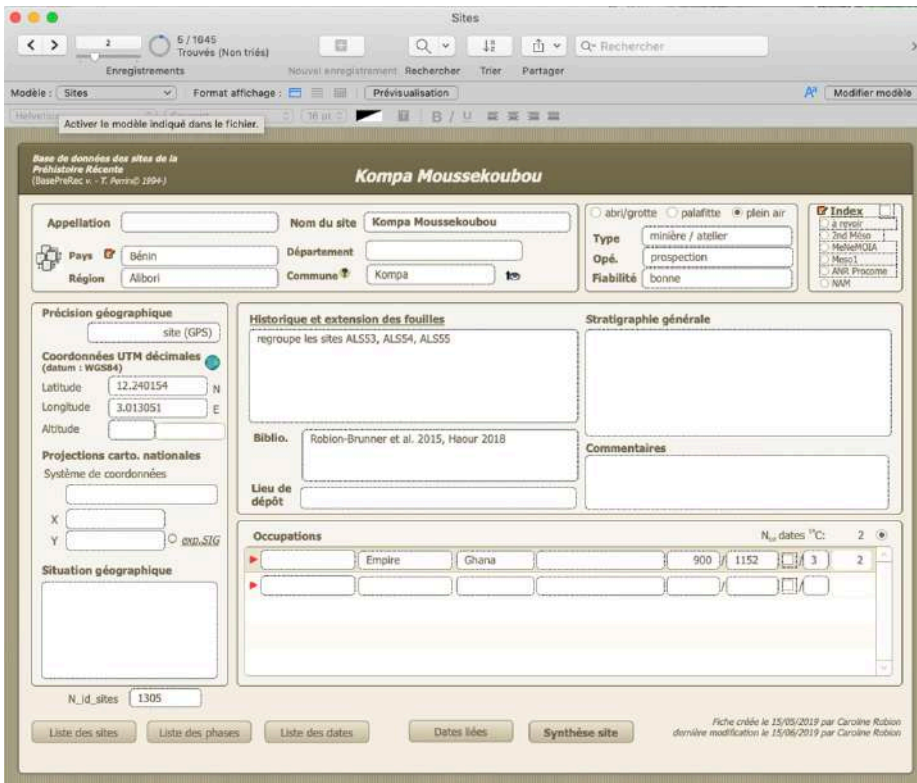 Sites
2
5 / 1645
Trouvés (Non triés)
Rechercher
Enregistrements
Nouvel enregistrement
Rechercher
Trier
Partager
Modèle : Sites
Format affichage :
Prévisualisation
Aª
Modifier modèle
16 pt
B I U
Activer le modèle indiqué dans le fichier.
Base de données des sites de la
Préhistoire Récente
(BasePreRec v. - T. Perrin© 1994-)
Kompa Moussekoubou
Appellation
Nom du site
Kompa Moussekoubou
Pays
Bénin
Département
Région
Alibori
Commune
Kompa
abri/grotte
palafitte
plein air
Type
minière / atelier
Opé.
prospection
Fiabilité
bonne
Index
à revoir
2nd Méso
MeNeMOIA
Meso1
ANR Procome
NAM
Précision géographique
site (GPS)
Coordonnées UTM décimales
(datum : WGS84)
Latitude
12.240154
N
Longitude
3.013051
E
Altitude
Projections carto. nationales
Système de coordonnées
X
Y
exp.SIG
Situation géographique
Historique et extension des fouilles
regroupe les sites ALS53, ALS54, ALS55
Biblio.
Robion-Brunner et al. 2015, Haour 2018
Lieu de
dépôt
Stratigraphie générale
Commentaires
Occupations
dates ¹⁴C:
2
Empire
Ghana
900 / 1152
/ 3
2
/
/
N_id_sites
1305
Liste des sites
Liste des phases
Liste des dates
Dates liées
Synthèse site
Fiche créée le 15/05/2019 par Caroline Robion
dernière modification le 15/06/2019 par Caroline Robion